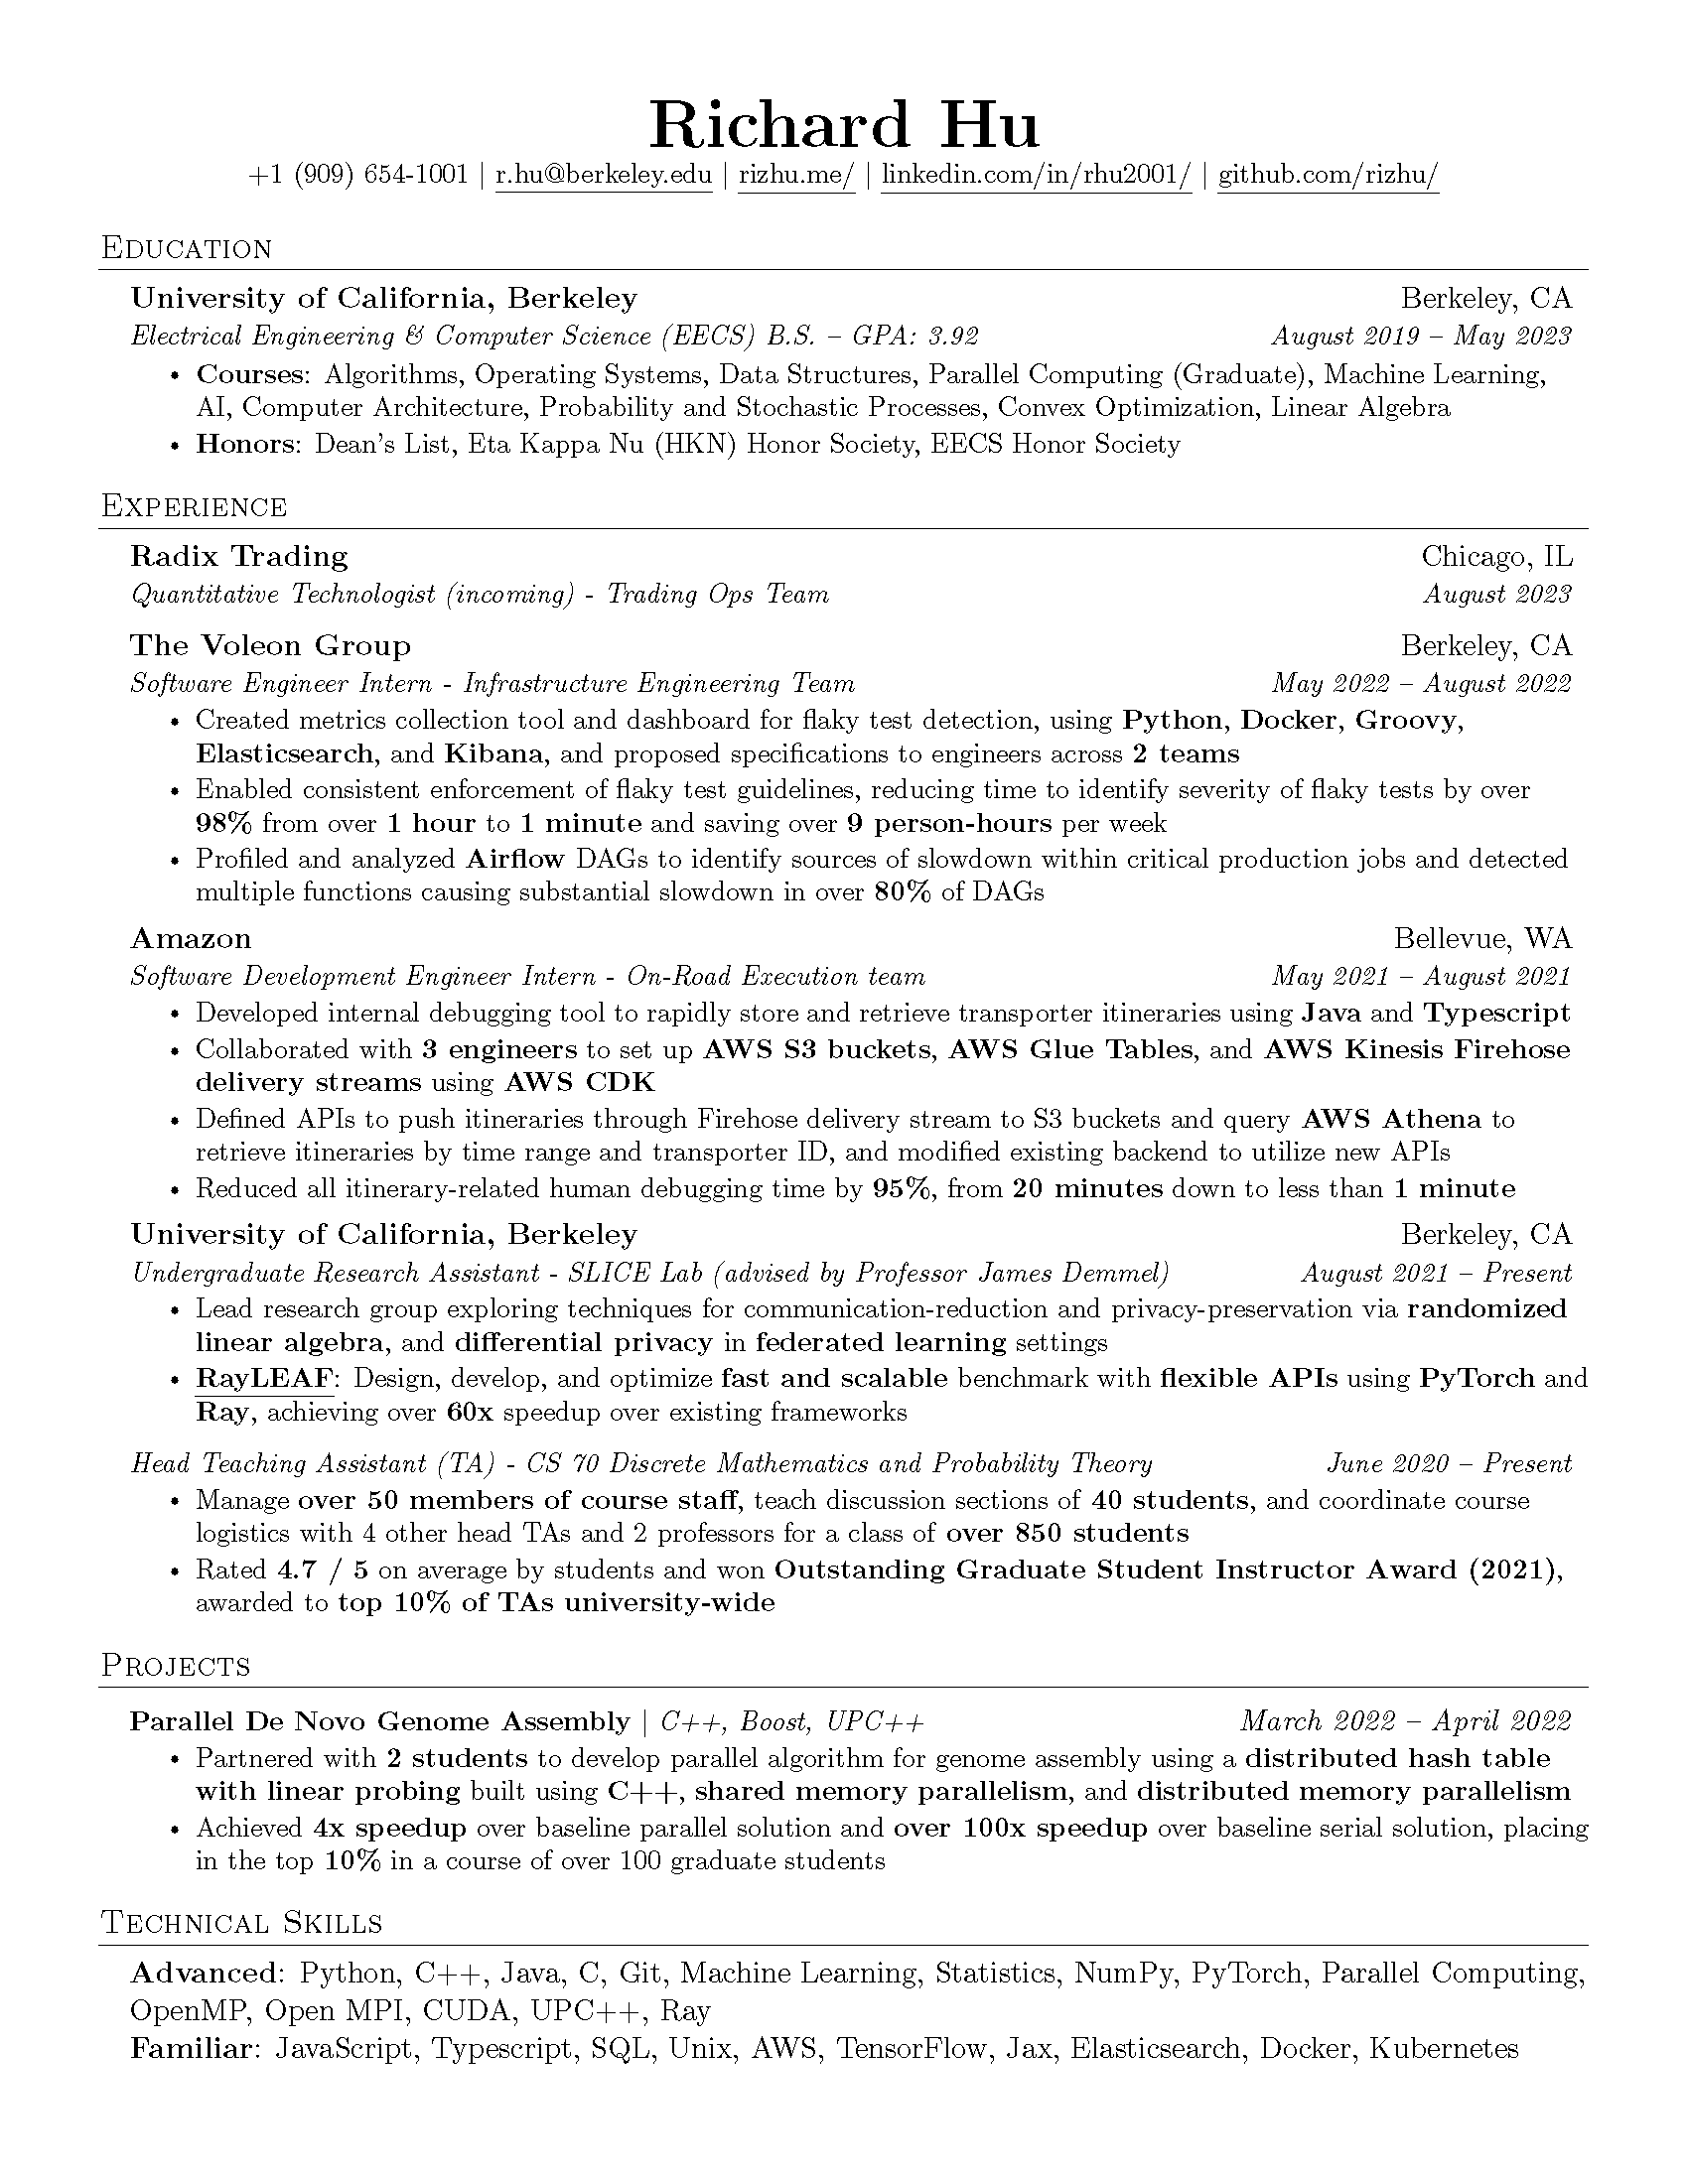 Richard Hu
+1 (909) 654-1001 | r.hu@berkeley.edu | rizhu.me/ | linkedin.com/in/rhu2001/ | github.com/rizhu/
Education
University of California, Berkeley Berkeley, CA
Electrical Engineering & Computer Science (EECS) B.S. – GPA: 3.92 August 2019 – May 2023
• Courses: Algorithms, Operating Systems, Data Structures, Parallel Computing (Graduate), Machine Learning,
AI, Computer Architecture, Probability and Stochastic Processes, Convex Optimization, Linear Algebra
• Honors: Dean's List, Eta Kappa Nu (HKN) Honor Society, EECS Honor Society
Experience
Radix Trading Chicago, IL
Quantitative Technologist (incoming) - Trading Ops Team August 2023
The Voleon Group Berkeley, CA
Software Engineer Intern - Infrastructure Engineering Team May 2022 – August 2022
• Created metrics collection tool and dashboard for flaky test detection, using Python, Docker, Groovy,
Elasticsearch, and Kibana, and proposed specifications to engineers across 2 teams
• Enabled consistent enforcement of flaky test guidelines, reducing time to identify severity of flaky tests by over
98% from over 1 hour to 1 minute and saving over 9 person-hours per week
• Profiled and analyzed Airflow DAGs to identify sources of slowdown within critical production jobs and detected
multiple functions causing substantial slowdown in over 80% of DAGs
Amazon Bellevue, WA
Software Development Engineer Intern - On-Road Execution team May 2021 – August 2021
• Developed internal debugging tool to rapidly store and retrieve transporter itineraries using Java and Typescript
• Collaborated with 3 engineers to set up AWS S3 buckets, AWS Glue Tables, and AWS Kinesis Firehose
delivery streams using AWS CDK
• Defined APIs to push itineraries through Firehose delivery stream to S3 buckets and query AWS Athena to
retrieve itineraries by time range and transporter ID, and modified existing backend to utilize new APIs
• Reduced all itinerary-related human debugging time by 95%, from 20 minutes down to less than 1 minute
University of California, Berkeley Berkeley, CA
Undergraduate Research Assistant - SLICE Lab (advised by Professor James Demmel) August 2021 – Present
• Lead research group exploring techniques for communication-reduction and privacy-preservation via randomized
linear algebra, and differential privacy in federated learning settings
• RayLEAF: Design, develop, and optimize fast and scalable benchmark with flexible APIs using PyTorch and
Ray, achieving over 60x speedup over existing frameworks
Head Teaching Assistant (TA) - CS 70 Discrete Mathematics and Probability Theory June 2020 – Present
• Manage over 50 members of course staff, teach discussion sections of 40 students, and coordinate course
logistics with 4 other head TAs and 2 professors for a class of over 850 students
• Rated 4.7 / 5 on average by students and won Outstanding Graduate Student Instructor Award (2021),
awarded to top 10% of TAs university-wide
Projects
Parallel De Novo Genome Assembly | C++, Boost, UPC++ March 2022 – April 2022
• Partnered with 2 students to develop parallel algorithm for genome assembly using a distributed hash table
with linear probing built using C++, shared memory parallelism, and distributed memory parallelism
• Achieved 4x speedup over baseline parallel solution and over 100x speedup over baseline serial solution, placing
in the top 10% in a course of over 100 graduate students
Technical Skills
Advanced: Python, C++, Java, C, Git, Machine Learning, Statistics, NumPy, PyTorch, Parallel Computing,
OpenMP, Open MPI, CUDA, UPC++, Ray
Familiar: JavaScript, Typescript, SQL, Unix, AWS, TensorFlow, Jax, Elasticsearch, Docker, Kubernetes